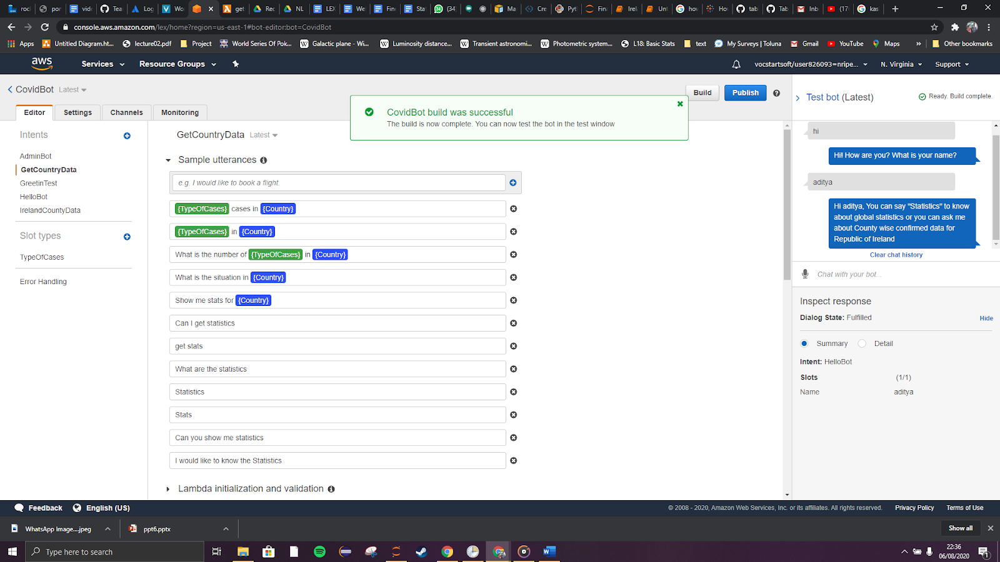 roc
por
vide
Tea
Log
Wo
get
Rec
NL
LEX
We
Fin
Sta
(34)
Ma
Cre
Pyt
Fin
Irel
Unt
hov
Ho
tab
Tab
Inb
(17
kas
console.aws.amazon.com/lex/home?region=us-east-1#bot-editor:bot=CovidBot
Apps
Untitled Diagram.ht...
lecture02.pdf
Project
World Series Of Pok...
Galactic plane - Wi...
Luminosity distance...
Transient astronomi...
Photometric system...
L18: Basic Stats
text
My Surveys | Toluna
Gmail
YouTube
Maps
»
Other bookmarks
aws
Services
Resource Groups
vocstartsoft/user826093=nripe...
N. Virginia
Support
CovidBot Latest
Build
Publish
Editor
Settings
Channels
Monitoring
CovidBot build was successful
The build is now complete. You can now test the bot in the test window
Intents
AdminBot
GetCountryData
GreetinTest
HelloBot
IrelandCountyData
Slot types
TypeOfCases
Error Handling
GetCountryData Latest
Sample utterances
e.g. I would like to book a flight.
{TypeOfCases} cases in {Country}
{TypeOfCases} in {Country}
What is the number of {TypeOfCases} in {Country}
What is the situation in {Country}
Show me stats for {Country}
Can I get statistics
get stats
What are the statistics
Statistics
Stats
Can you show me statistics
I would like to know the Statistics
Lambda initialization and validation
Test bot (Latest)
Ready. Build complete.
hi
Hi! How are you? What is your name?
aditya
Hi aditya, You can say "Statistics" to know
about global statistics or you can ask me
about County wise confirmed data for
Republic of Ireland
Clear chat history
Chat with your bot...
Inspect response
Dialog State: Fulfilled
Hide
Summary
Detail
Intent: HelloBot
Slots (1/1)
Name aditya
Feedback
English (US)
© 2008 - 2020, Amazon Web Services, Inc. or its affiliates. All rights reserved.
Privacy Policy
Terms of Use
WhatsApp Image....jpeg
ppt6.pptx
Show all
Type here to search
22:36
06/08/2020
1